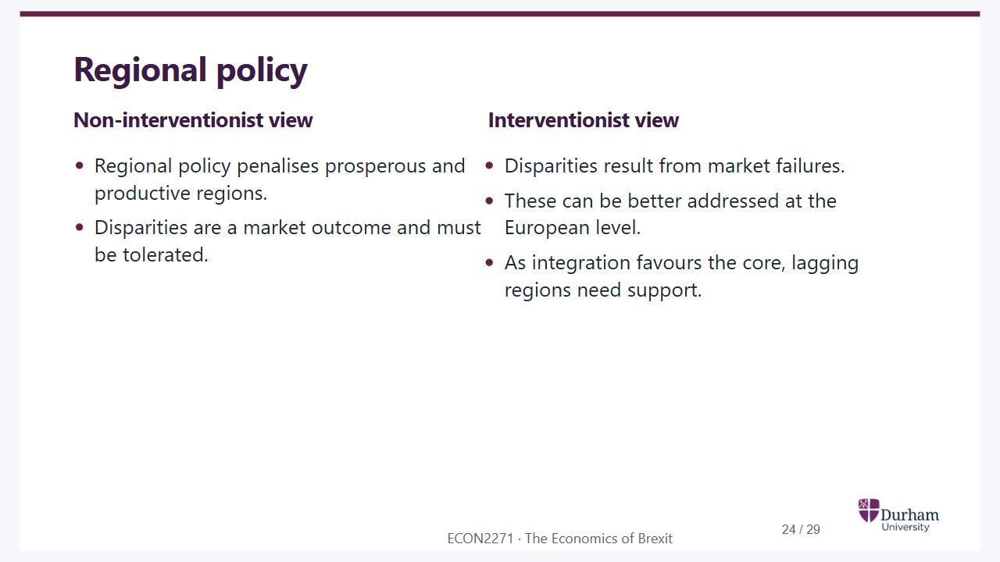 Regional policy
Non-interventionist view
• Regional policy penalises prosperous and
productive regions.
• Disparities are a market outcome and must
be tolerated.
Interventionist view
• Disparities result from market failures.
• These can be better addressed at the
European level.
• As integration favours the core, lagging
regions need support.
ECON2271 · The Economics of Brexit
24 / 29
Durham
University